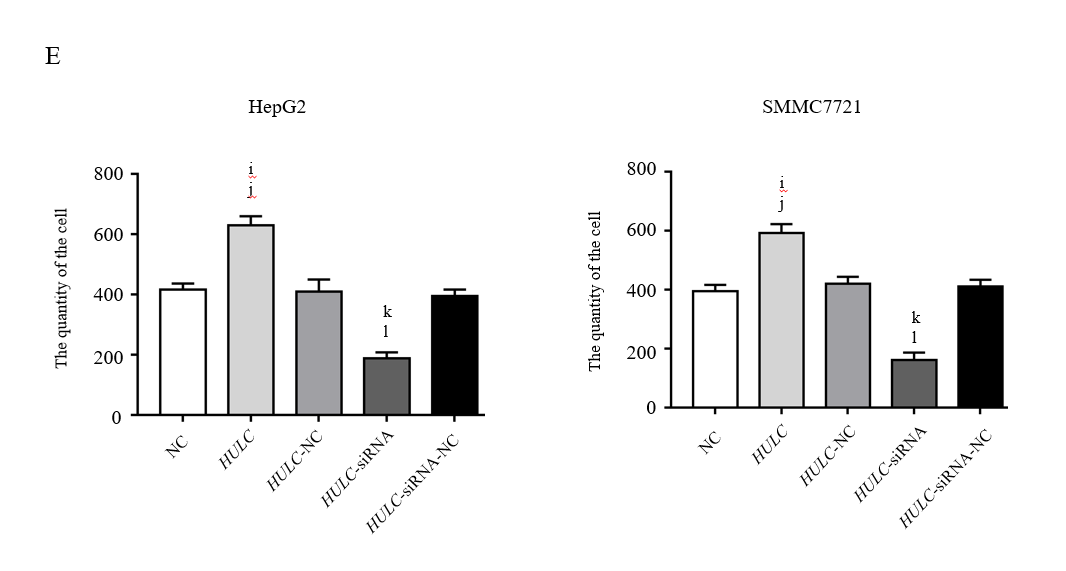 E
HepG2
The quantity of the cell
800
600
400
200
0
i
j
k
l
NC
HULC
HULC-NC
HULC-siRNA
HULC-siRNA-NC
SMMC7721
The quantity of the cell
800
600
400
200
0
i
j
k
l
NC
HULC
HULC-NC
HULC-siRNA
HULC-siRNA-NC